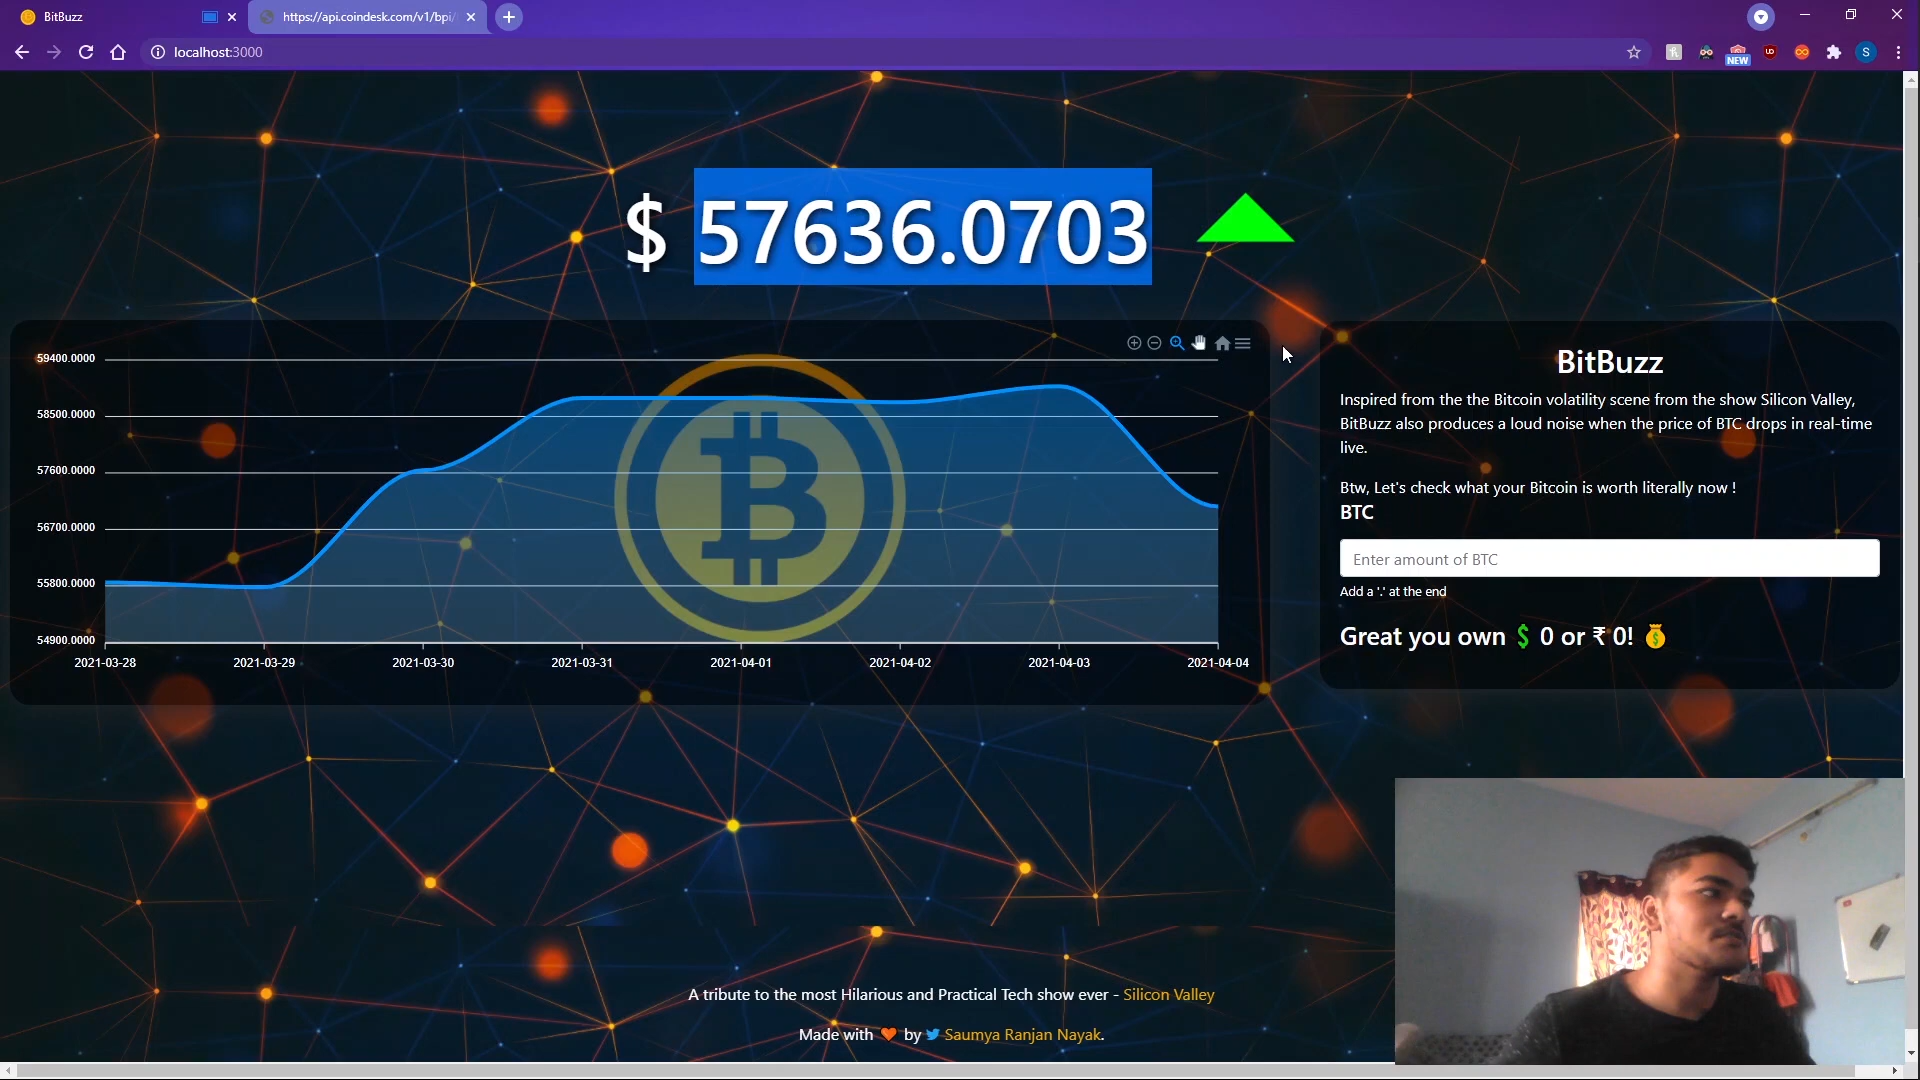 BitBuzz
https://api.coindesk.com/v1/bpi/
localhost:3000
NEW
S
$ 57636.0703
59400.0000
58500.0000
57600.0000
56700.0000
55800.0000
54900.0000
2021-03-28 2021-03-29 2021-03-30 2021-03-31 2021-04-01 2021-04-02 2021-04-03 2021-04-04
BitBuzz
Inspired from the the Bitcoin volatility scene from the show Silicon Valley,
BitBuzz also produces a loud noise when the price of BTC drops in real-time
live.
Btw, Let's check what your Bitcoin is worth literally now !
BTC
Enter amount of BTC
Add a '.' at the end
Great you own 💲 0 or ₹ 0! 💰
A tribute to the most Hilarious and Practical Tech show ever - Silicon Valley
Made with 🧡 by Saumya Ranjan Nayak.